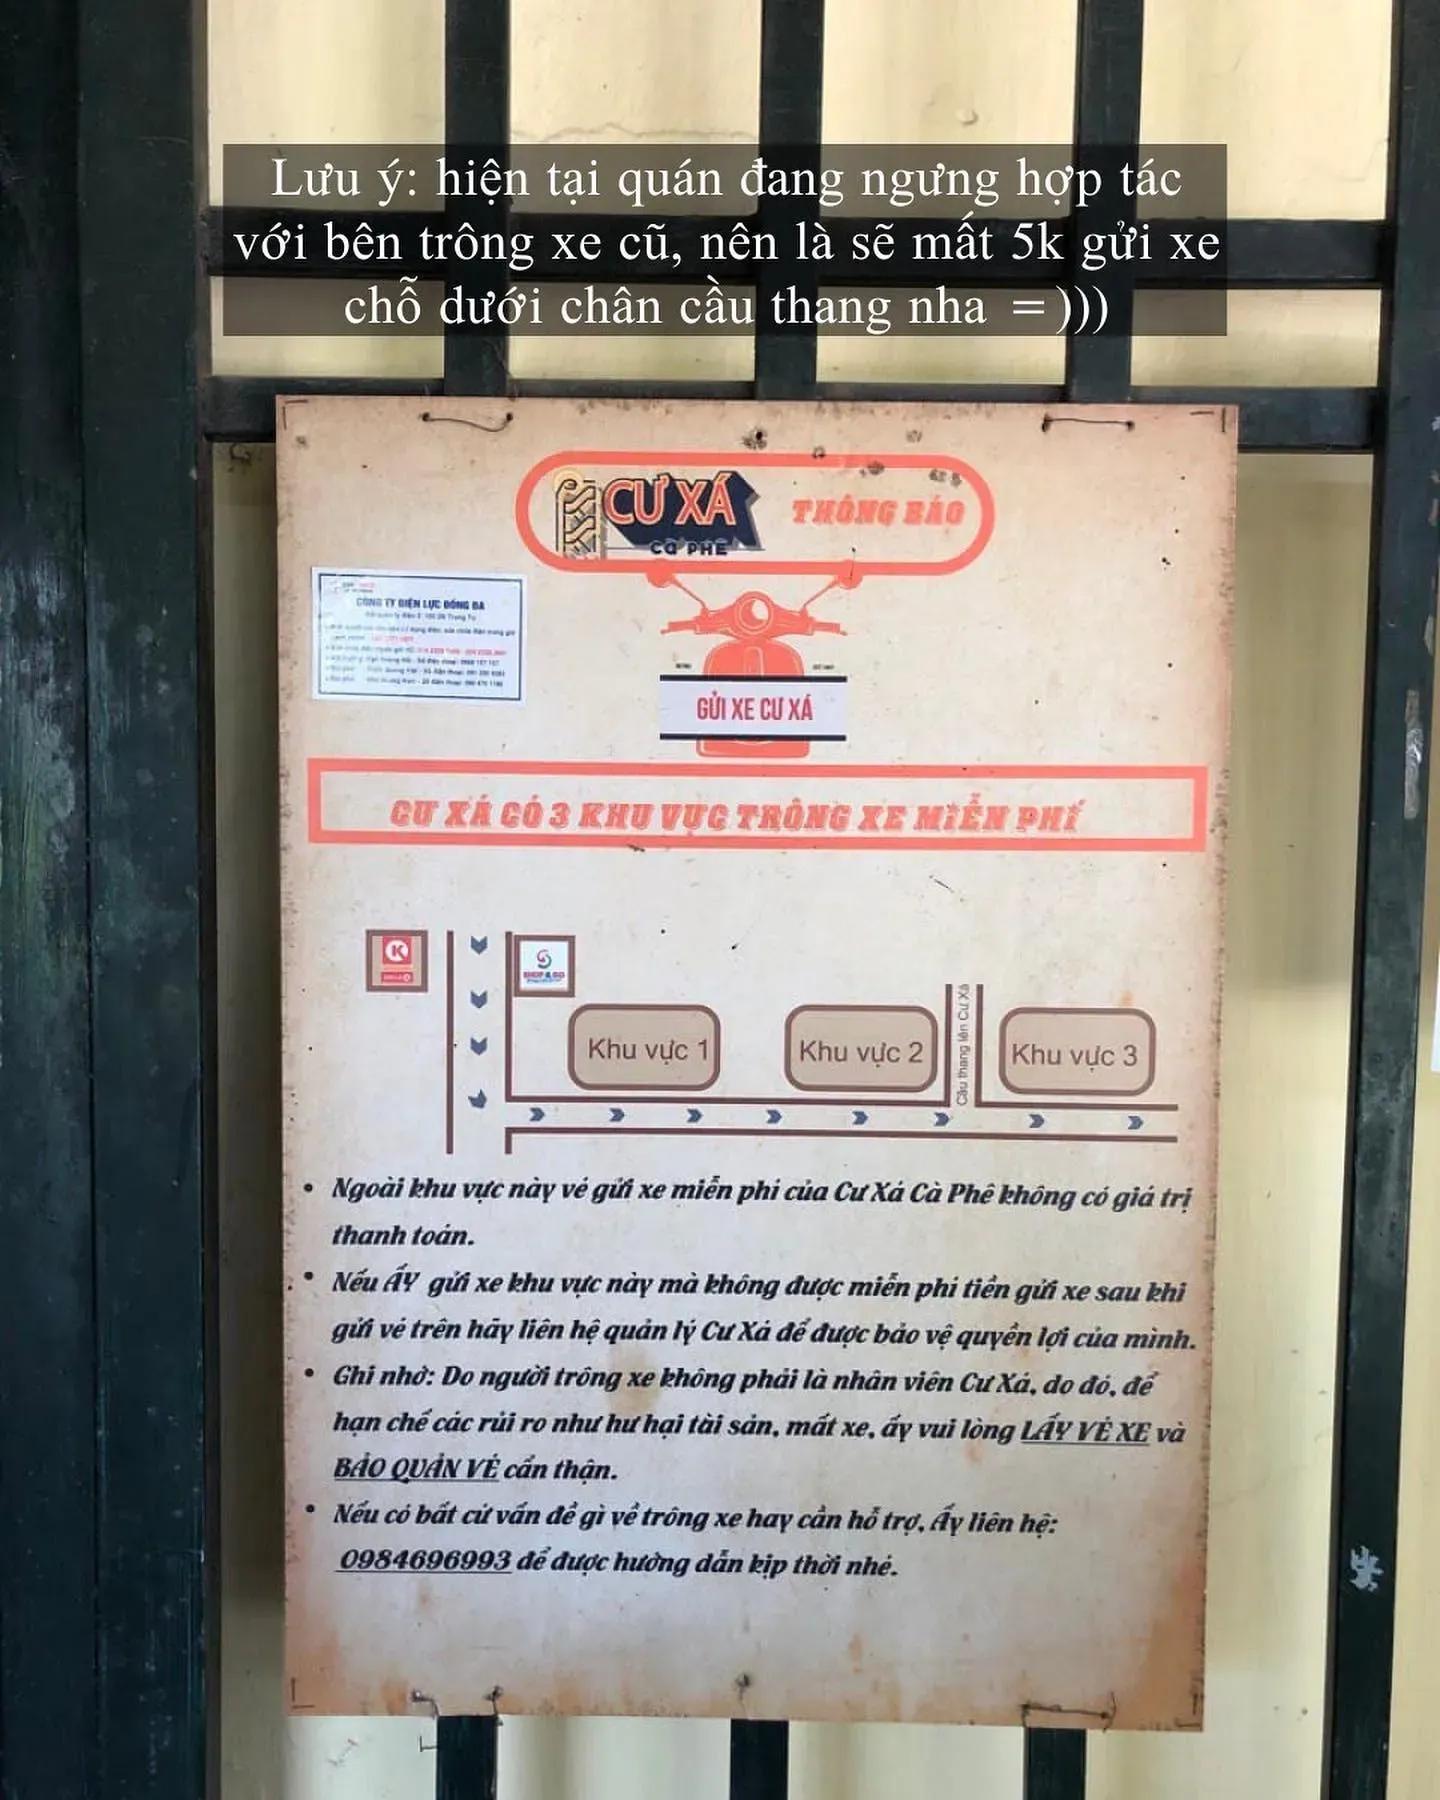 Lưu ý: hiện tại quán đang ngưng hợp tác
với bên trông xe cũ, nên là sẽ mất 5k gửi xe
chỗ dưới chân cầu thang nha =)))
CƯ XÁ
CÀ PHÊ
THÔNG BÁO
CÔNG TY ĐIỆN LỰC ĐỐNG ĐA
GỬI XE CƯ XÁ
CƯ XÁ CÓ 3 KHU VỰC TRÔNG XE MIỄN PHÍ
K
SHOP & GO
Khu vực 1
Khu vực 2
Cầu thang lên Cư Xá
Khu vực 3
• Ngoài khu vực này vé gửi xe miễn phí của Cư Xá Cà Phê không có giá trị
thanh toán.
• Nếu ẤY gửi xe khu vực này mà không được miễn phí tiền gửi xe sau khi
gửi vé trên hãy liên hệ quản lý Cư Xá để được bảo vệ quyền lợi của mình.
• Ghi nhớ: Do người trông xe không phải là nhân viên Cư Xá, do đó, để
hạn chế các rủi ro như hư hại tài sản, mất xe, ấy vui lòng LẤY VÉ XE và
BẢO QUẢN VÉ cẩn thận.
• Nếu có bất cứ vấn đề gì về trông xe hay cần hỗ trợ, Ấy liên hệ:
0984696993 để được hướng dẫn kịp thời nhé.